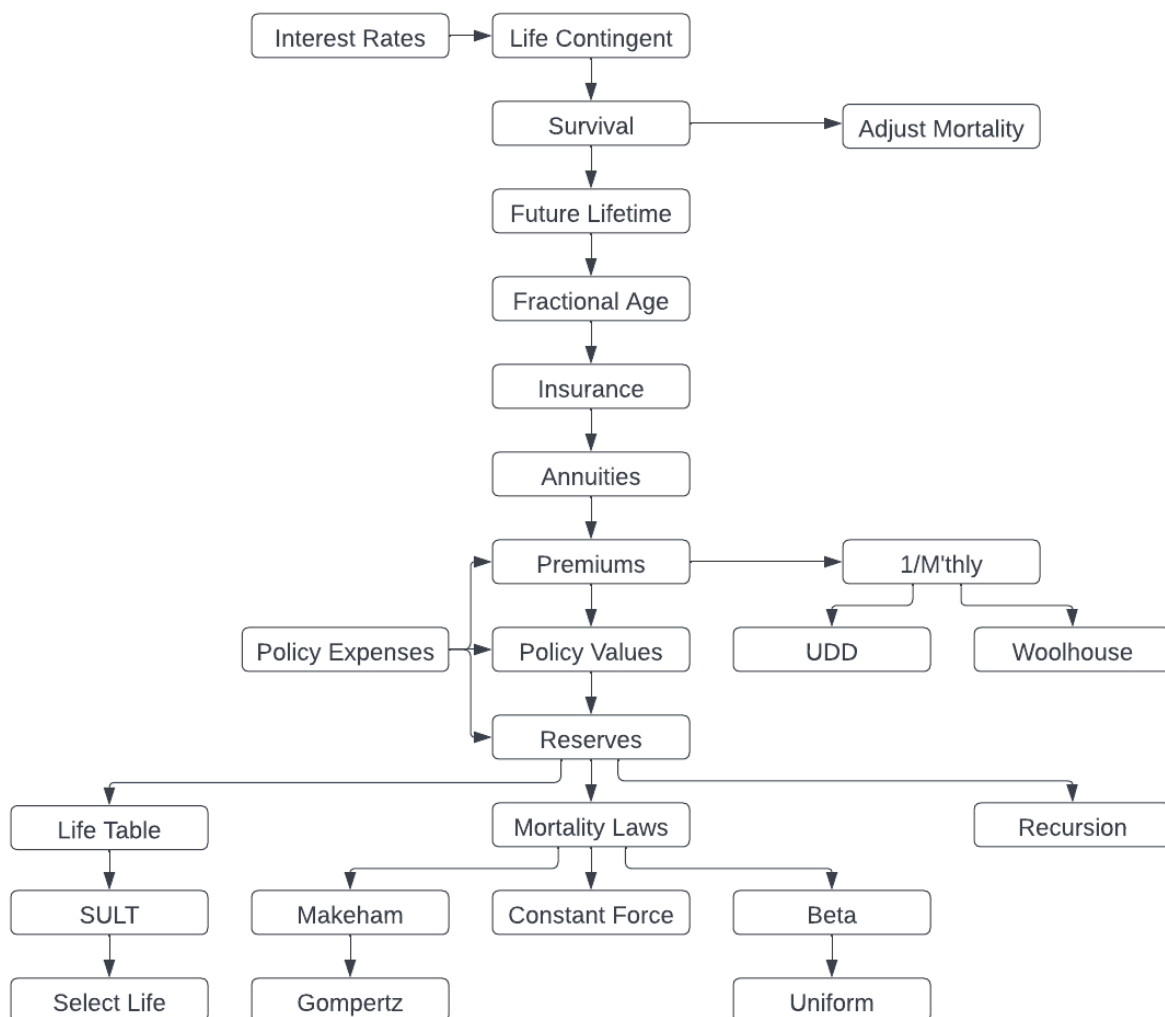 Interest Rates
Life Contingent
Survival
Adjust Mortality
Future Lifetime
Fractional Age
Insurance
Annuities
Premiums
1/M'thly
Policy Expenses
Policy Values
UDD
Woolhouse
Reserves
Life Table
Mortality Laws
Recursion
SULT
Makeham
Constant Force
Beta
Select Life
Gompertz
Uniform